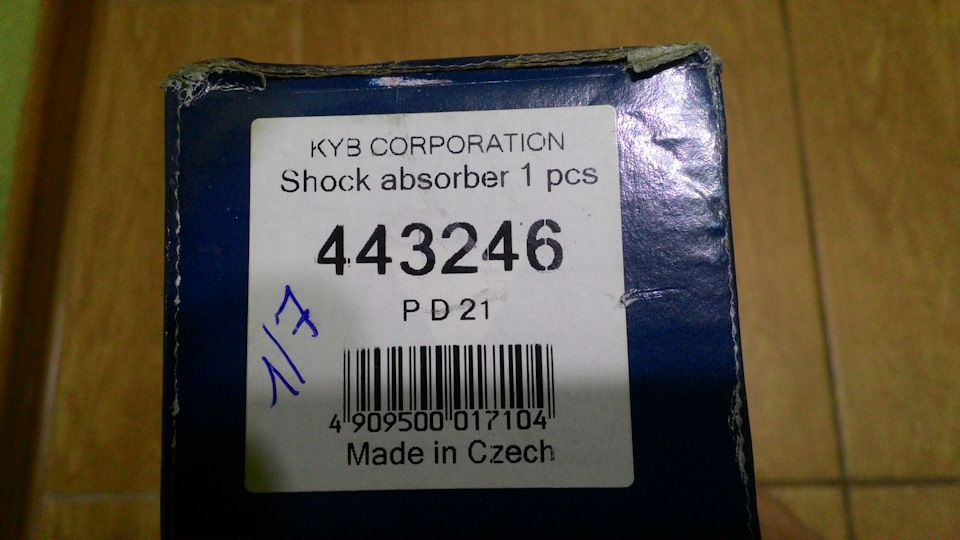 KYB CORPORATION
Shock absorber 1 pcs
443246
P D 21
1/7
4 909500 017104
Made in Czech